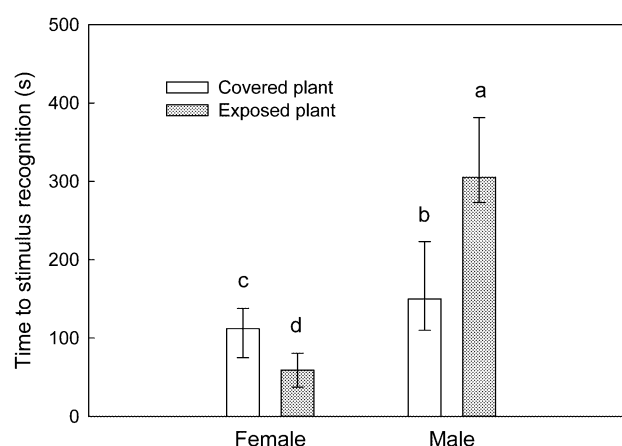 500
400
300
200
100
0
Time to stimulus recognition (s)
Covered plant
Exposed plant
c
d
b
a
Female
Male